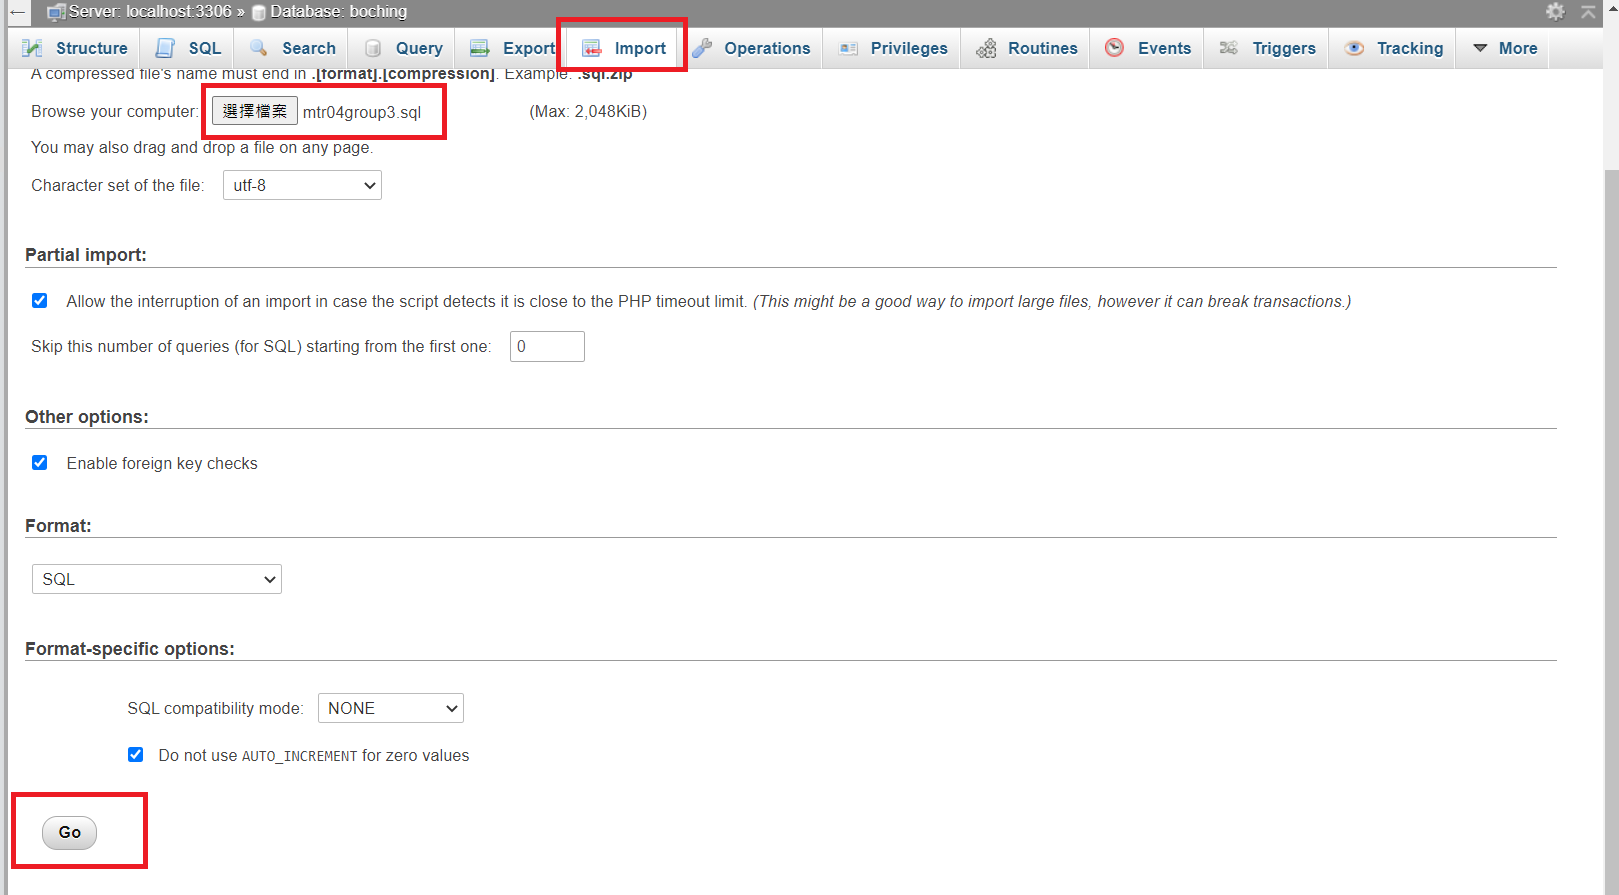 Server: localhost:3306 » Database: boching
Structure SQL Search Query Export Import Operations Privileges Routines Events Triggers Tracking More
A compressed file's name must end in .[format].[compression]. Example: .sql.zip
Browse your computer: 選擇檔案 mtr04group3.sql (Max: 2,048KiB)
You may also drag and drop a file on any page.
Character set of the file: utf-8
Partial import:
Allow the interruption of an import in case the script detects it is close to the PHP timeout limit. (This might be a good way to import large files, however it can break transactions.)
Skip this number of queries (for SQL) starting from the first one: 0
Other options:
Enable foreign key checks
Format:
SQL
Format-specific options:
SQL compatibility mode: NONE
Do not use AUTO_INCREMENT for zero values
Go